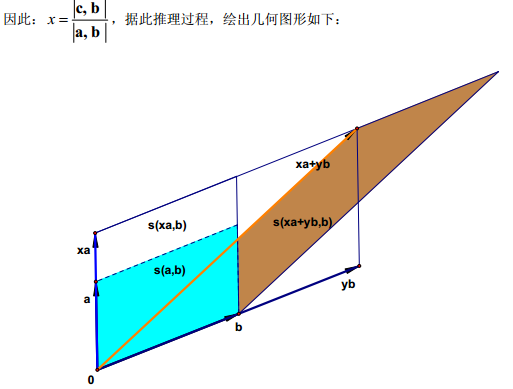 因此: x = |c, b| / |a, b| ，据此推理过程，绘出几何图形如下：
xa+yb
s(xa,b)
s(xa+yb,b)
xa
s(a,b)
yb
a
b
0